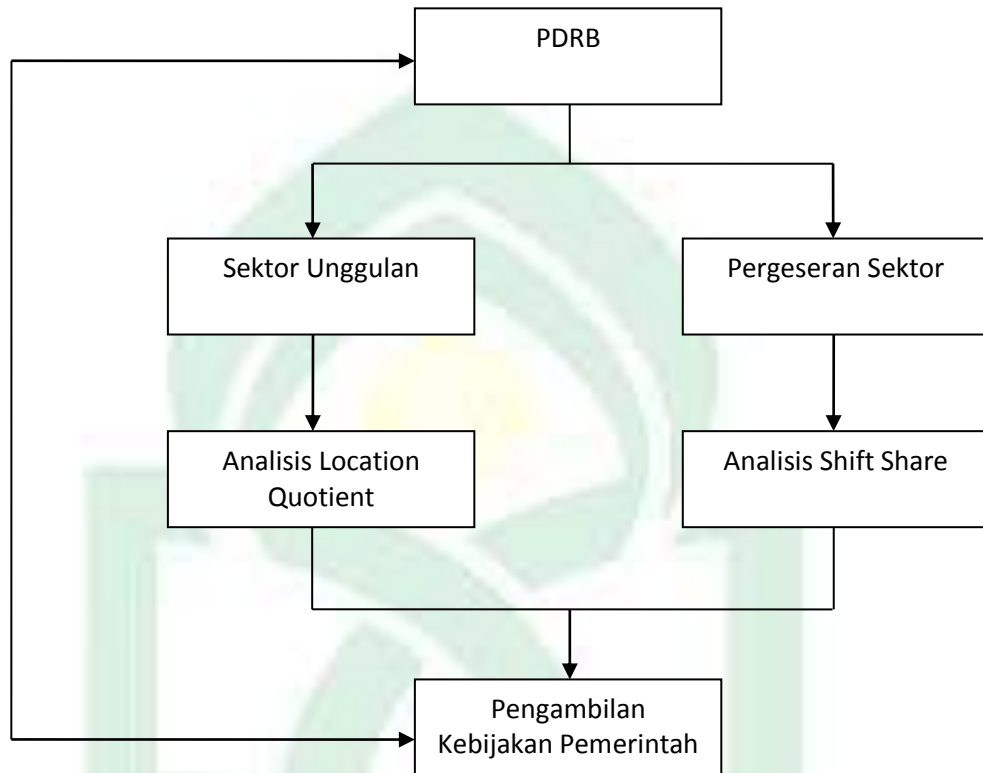 PDRB
Sektor Unggulan
Pergeseran Sektor
Analisis Location
Quotient
Analisis Shift Share
Pengambilan
Kebijakan Pemerintah